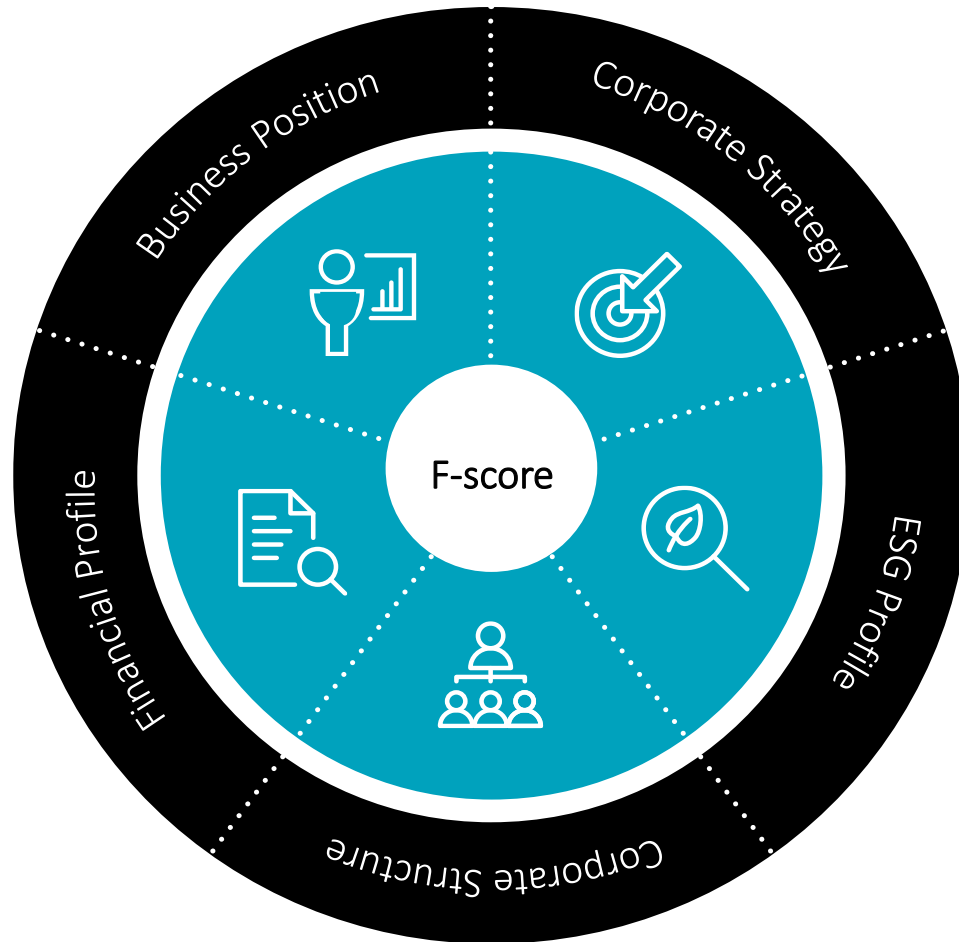 Business Position
Corporate Strategy
F-score
Financial Profile
ESG Profile
Corporate Structure